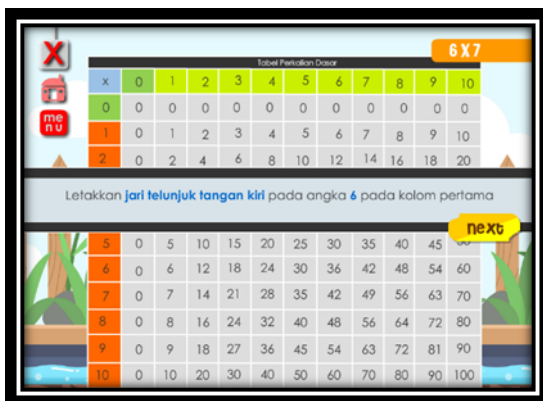 X
6 X 7
Tabel Perkalian Dasar
x 0 1 2 3 4 5 6 7 8 9 10
0 0 0 0 0 0 0 0 0 0 0 0
me
nu
1 0 1 2 3 4 5 6 7 8 9 10
2 0 2 4 6 8 10 12 14 16 18 20
Letakkan jari telunjuk tangan kiri pada angka 6 pada kolom pertama
next
5 0 5 10 15 20 25 30 35 40 45
6 0 6 12 18 24 30 36 42 48 54 60
7 0 7 14 21 28 35 42 49 56 63 70
8 0 8 16 24 32 40 48 56 64 72 80
9 0 9 18 27 36 45 54 63 72 81 90
10 0 10 20 30 40 50 60 70 80 90 100